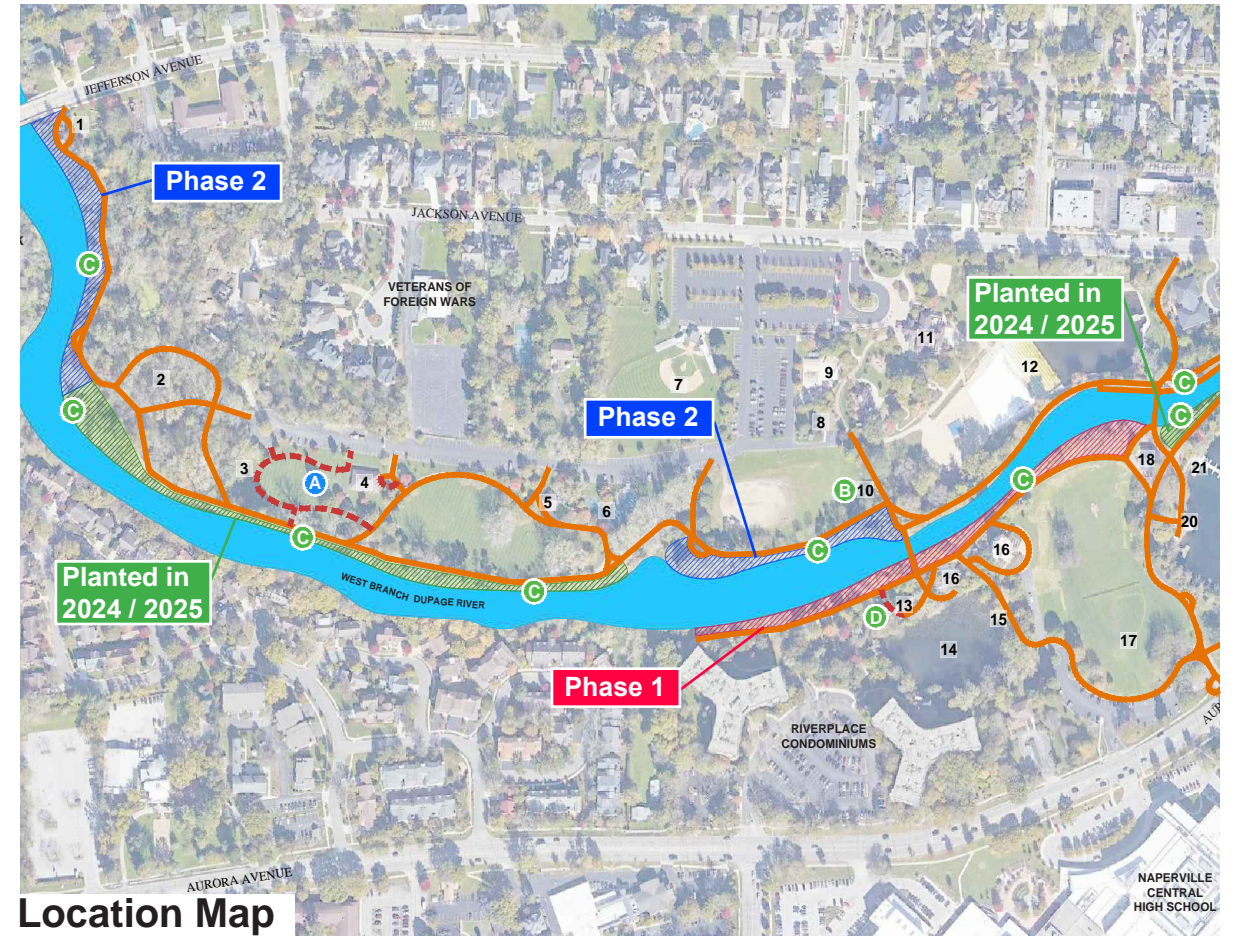 JEFFERSON AVENUE
1
Phase 2
JACKSON AVENUE
C
VETERANS OF
FOREIGN WARS
Planted in
2024 / 2025
11
12
9
7
2
C
C
C
Phase 2
8
3
A
4
B
10
18
21
C
5
6
20
C
C
16
Planted in
2024 / 2025
WEST BRANCH DUPAGE RIVER
C
16
13
D
15
14
17
Phase 1
AUR
RIVERPLACE
CONDOMINIUMS
AURORA AVENUE
NAPERVILLE
CENTRAL
HIGH SCHOOL
Location Map